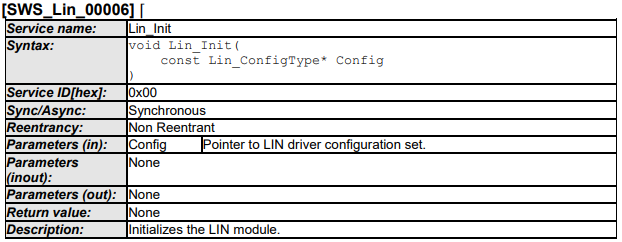 [SWS_Lin_00006] ⌈
Service name: Lin_Init
Syntax: void Lin_Init(
const Lin_ConfigType* Config
)
Service ID[hex]: 0x00
Sync/Async: Synchronous
Reentrancy: Non Reentrant
Parameters (in): Config Pointer to LIN driver configuration set.
Parameters None
(inout):
Parameters (out): None
Return value: None
Description: Initializes the LIN module.